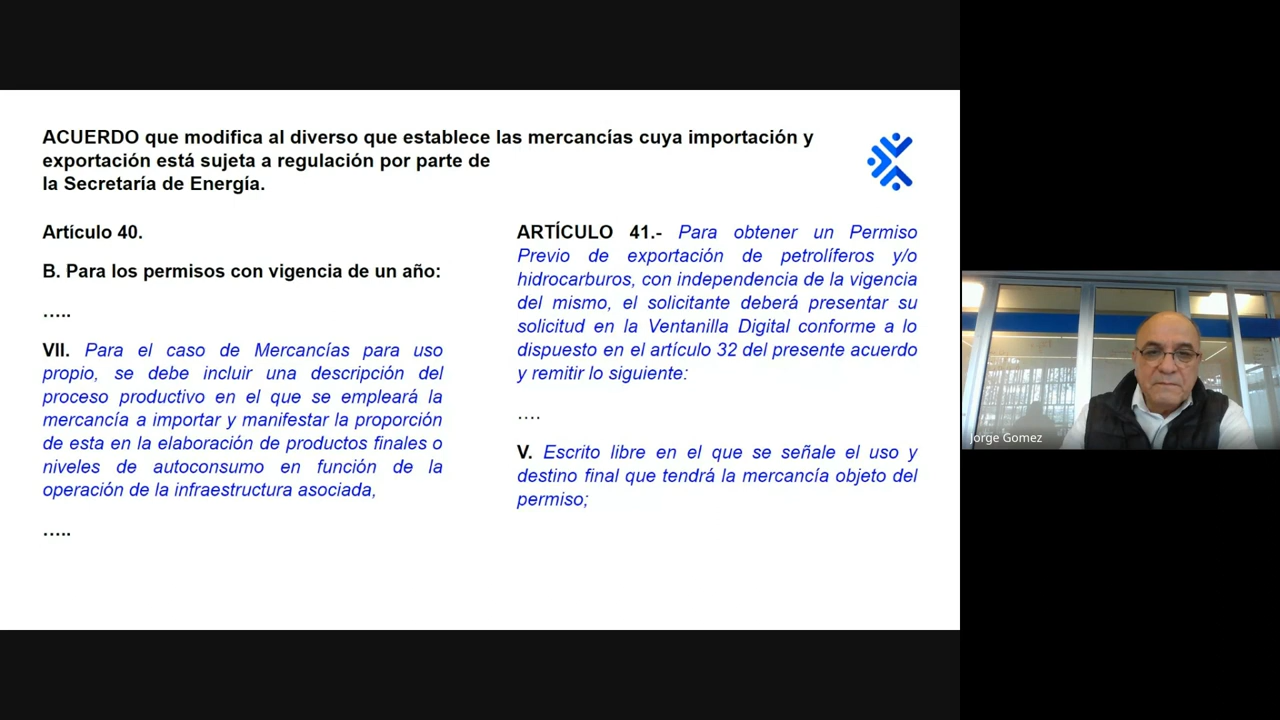 ACUERDO que modifica al diverso que establece las mercancías cuya importación y
exportación está sujeta a regulación por parte de
la Secretaría de Energía.
Artículo 40.
B. Para los permisos con vigencia de un año:
…..
VII. Para el caso de Mercancías para uso
propio, se debe incluir una descripción del
proceso productivo en el que se empleará la
mercancía a importar y manifestar la proporción
de esta en la elaboración de productos finales o
niveles de autoconsumo en función de la
operación de la infraestructura asociada,
…..
ARTÍCULO 41.- Para obtener un Permiso
Previo de exportación de petrolíferos y/o
hidrocarburos, con independencia de la vigencia
del mismo, el solicitante deberá presentar su
solicitud en la Ventanilla Digital conforme a lo
dispuesto en el artículo 32 del presente acuerdo
y remitir lo siguiente:
….
V. Escrito libre en el que se señale el uso y
destino final que tendrá la mercancía objeto del
permiso;
Jorge Gomez